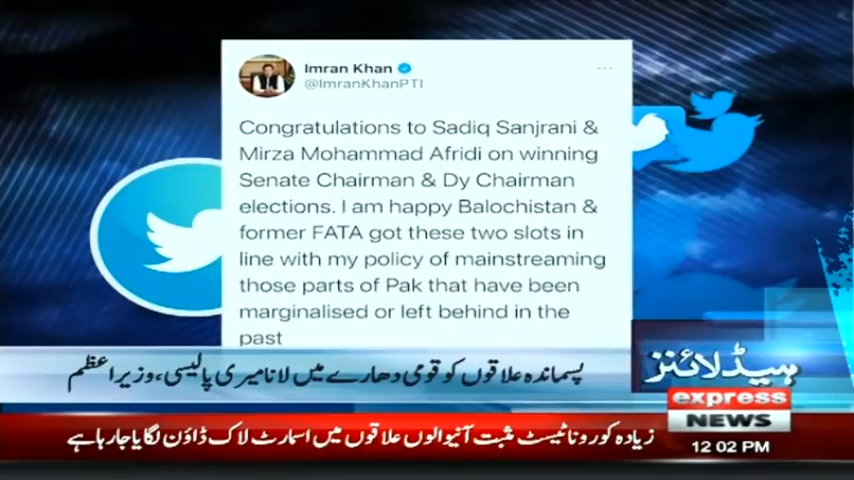 Imran Khan
@ImranKhanPTI
Congratulations to Sadiq Sanjrani &
Mirza Mohammad Afridi on winning
Senate Chairman & Dy Chairman
elections. I am happy Balochistan &
former FATA got these two slots in
line with my policy of mainstreaming
those parts of Pak that have been
marginalised or left behind in the
past
پسماندہ علاقوں کو قومی دھارے میں لانا میری پالیسی، وزیراعظم
ہیڈلائنز
express
NEWS
12:02 PM
زیادہ کورونا ٹیسٹ مثبت آنیوالوں علاقوں میں اسمارٹ لاک ڈاؤن لگایا جا رہا ہے